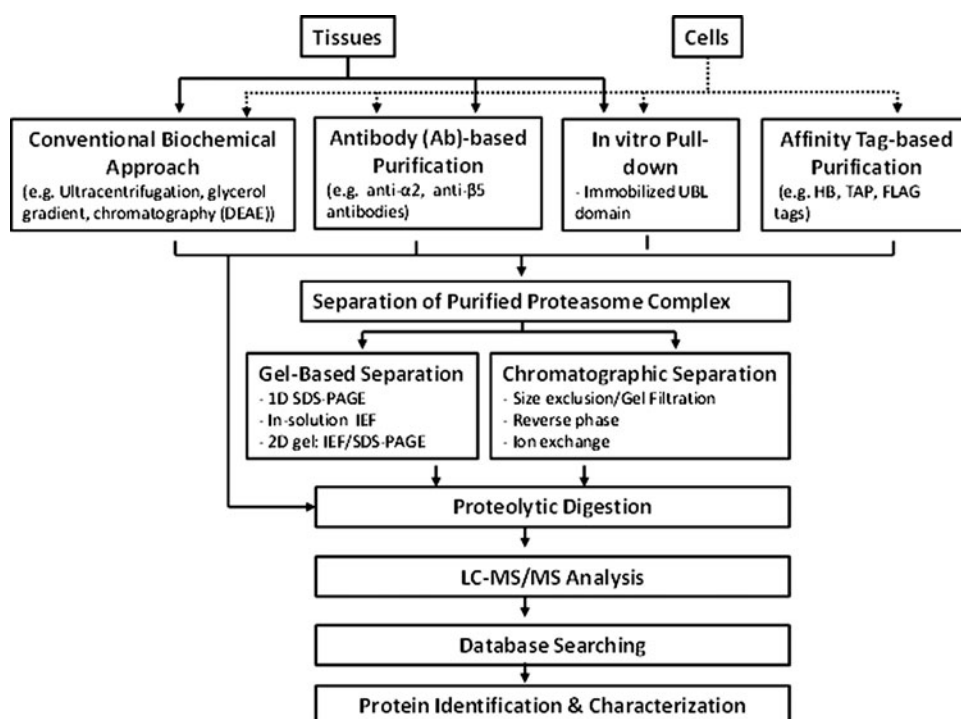 Tissues
Cells
Conventional Biochemical
Approach
(e.g. Ultracentrifugation, glycerol
gradient, chromatography (DEAE))
Antibody (Ab)-based
Purification
(e.g. anti-α2, anti-β5
antibodies)
In vitro Pull-
down
- Immobilized UBL
domain
Affinity Tag-based
Purification
(e.g. HB, TAP, FLAG
tags)
Separation of Purified Proteasome Complex
Gel-Based Separation
- 1D SDS-PAGE
- In-solution IEF
- 2D gel: IEF/SDS-PAGE
Chromatographic Separation
- Size exclusion/Gel Filtration
- Reverse phase
- Ion exchange
Proteolytic Digestion
LC-MS/MS Analysis
Database Searching
Protein Identification & Characterization